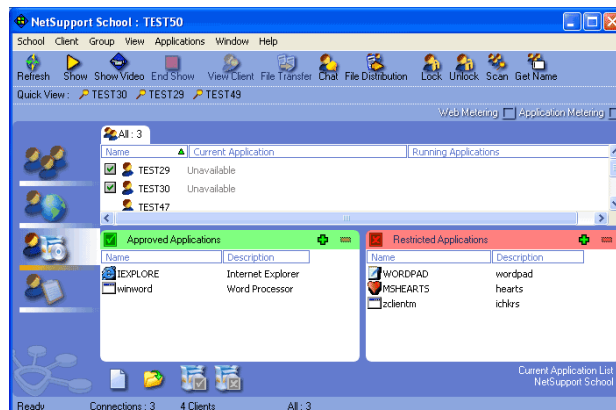 NetSupport School : TEST50
School Client Group View Applications Window Help
Refresh Show Show Video End Show View Client File Transfer Chat File Distribution Lock Unlock Scan Get Name
Quick View : TEST30 TEST29 TEST49
Web Metering Application Metering
All : 3
Name Current Application Running Applications
TEST29 Unavailable
TEST30 Unavailable
TEST47
Approved Applications Restricted Applications
Name Description Name Description
IEXPLORE Internet Explorer WORDPAD wordpad
winword Word Processor MSHEARTS hearts
zclientm ichkrs
Current Application List
NetSupport School
Ready Connections : 3 4 Clients All : 3